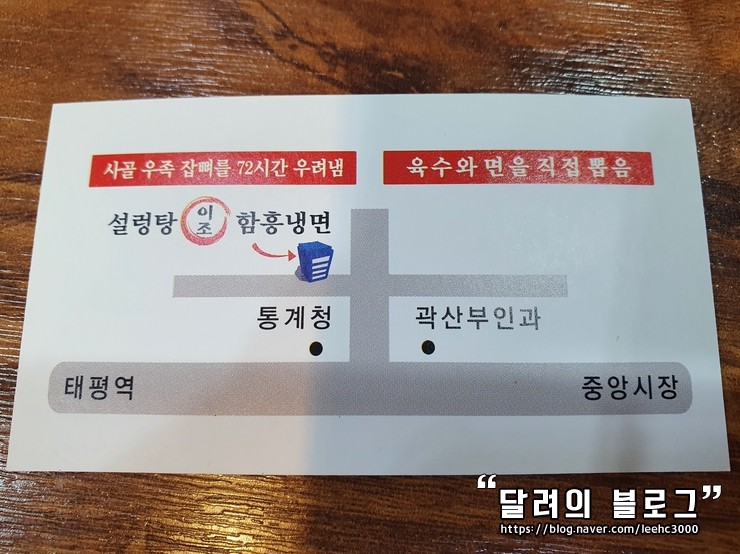 사골 우족 잡뼈를 72시간 우려냄
육수와 면을 직접 뽑음
설렁탕 이조 함흥냉면
통계청
곽산부인과
태평역
중앙시장
“달려의 블로그”
https://blog.naver.com/leehc3000